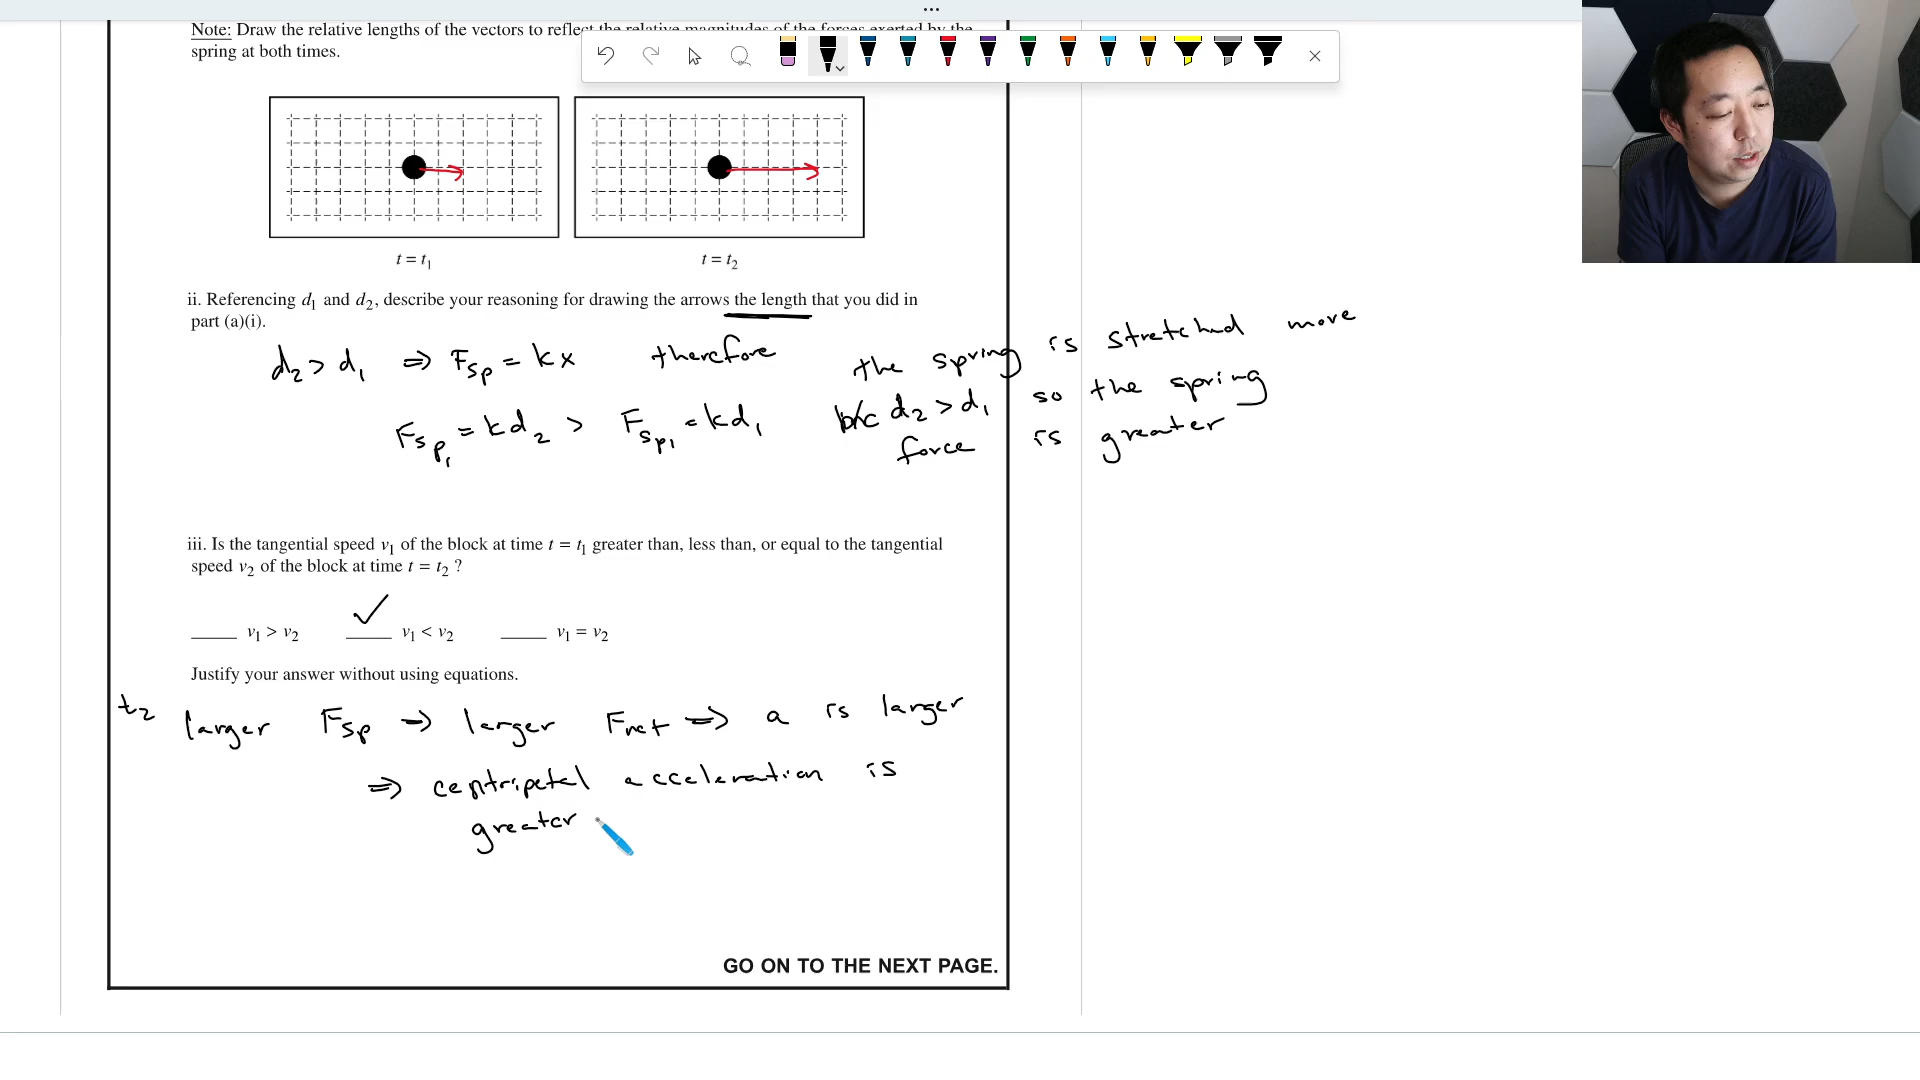 Note: Draw the relative lengths of the vectors to reflect the relative magnitudes of the forces exerted by the
spring at both times.
t = t₁
t = t₂
ii. Referencing d₁ and d₂, describe your reasoning for drawing the arrows the length that you did in
part (a)(i).
d₂ > d₁ ⇒ Fsp = kx therefore the spring is stretched more
Fsp₁ = kd₂ > Fsp₁ = kd₁ b/c d₂ > d₁ so the spring
force is greater
iii. Is the tangential speed v₁ of the block at time t = t₁ greater than, less than, or equal to the tangential
speed v₂ of the block at time t = t₂ ?
____ v₁ > v₂ ✓____ v₁ < v₂ ____ v₁ = v₂
Justify your answer without using equations.
t₂ larger Fsp ⇒ larger Fnet ⇒ a is larger
⇒ centripetal acceleration is
greater
GO ON TO THE NEXT PAGE.